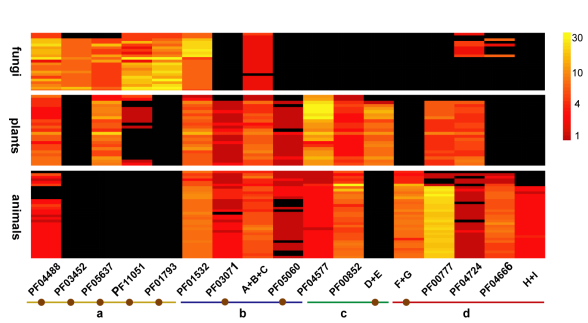 fungi
plants
animals
30
10
4
1
PF04488
PF03452
PF05637
PF11051
PF01793
PF01532
PF03071
A+B+C
PF05060
PF04577
PF00852
D+E
F+G
PF00777
PF04724
PF04666
H+I
a
b
c
d